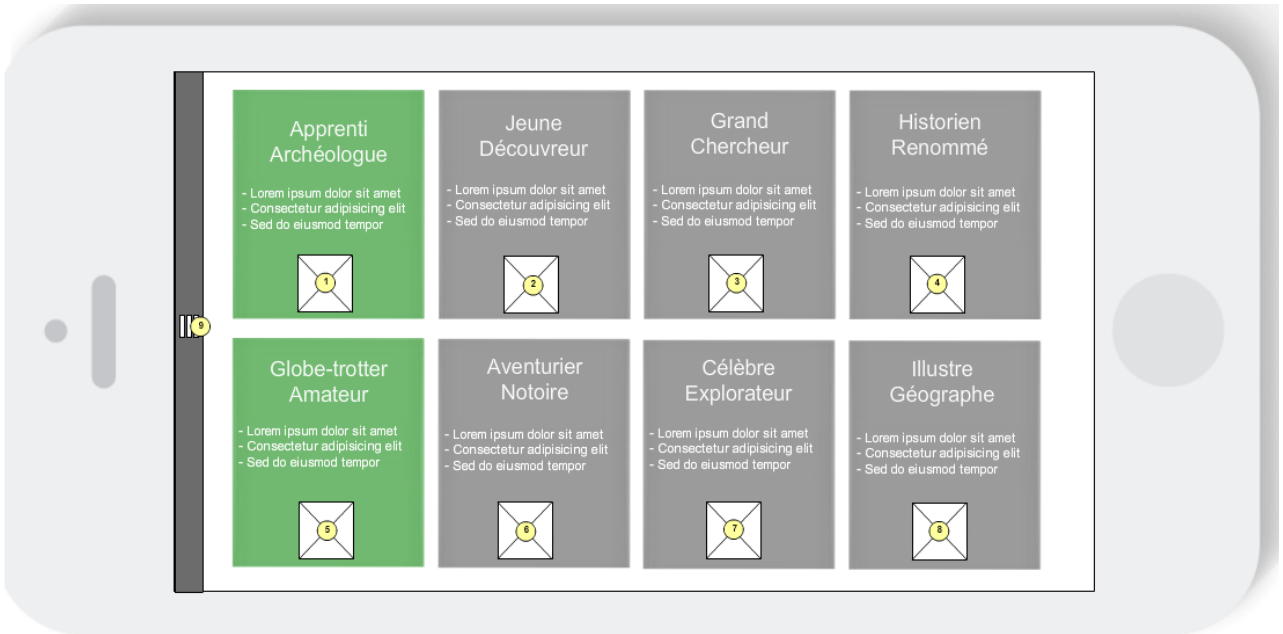 Apprenti
Archéologue
- Lorem ipsum dolor sit amet
- Consectetur adipisicing elit
- Sed do eiusmod tempor
1
Jeune
Découvreur
- Lorem ipsum dolor sit amet
- Consectetur adipisicing elit
- Sed do eiusmod tempor
2
Grand
Chercheur
- Lorem ipsum dolor sit amet
- Consectetur adipisicing elit
- Sed do eiusmod tempor
3
Historien
Renommé
- Lorem ipsum dolor sit amet
- Consectetur adipisicing elit
- Sed do eiusmod tempor
4
9
Globe-trotter
Amateur
- Lorem ipsum dolor sit amet
- Consectetur adipisicing elit
- Sed do eiusmod tempor
5
Aventurier
Notoire
- Lorem ipsum dolor sit amet
- Consectetur adipisicing elit
- Sed do eiusmod tempor
6
Célèbre
Explorateur
- Lorem ipsum dolor sit amet
- Consectetur adipisicing elit
- Sed do eiusmod tempor
7
Illustre
Géographe
- Lorem ipsum dolor sit amet
- Consectetur adipisicing elit
- Sed do eiusmod tempor
8